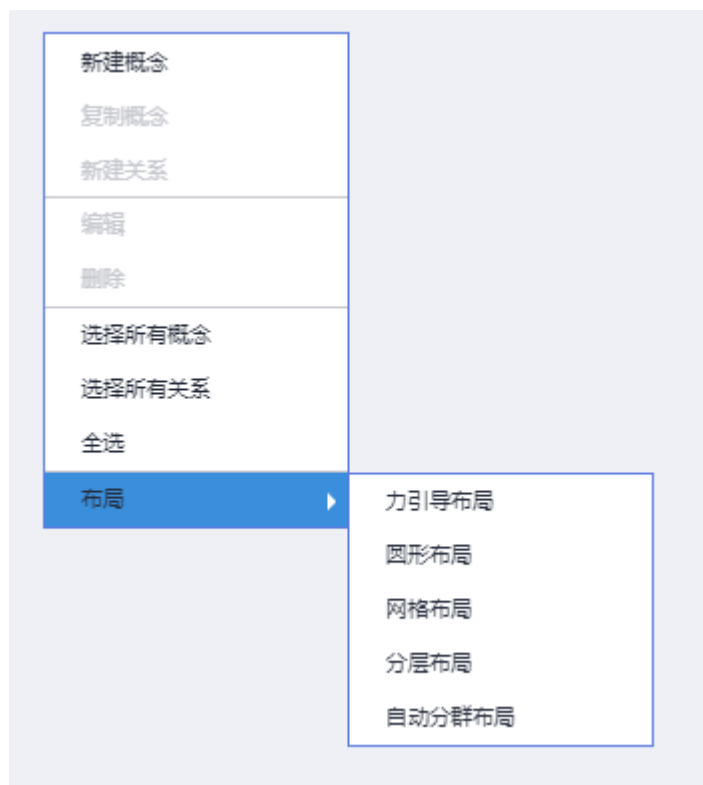 新建概念
复制概念
新建关系
编辑
删除
选择所有概念
选择所有关系
全选
布局
力引导布局
圆形布局
网格布局
分层布局
自动分群布局